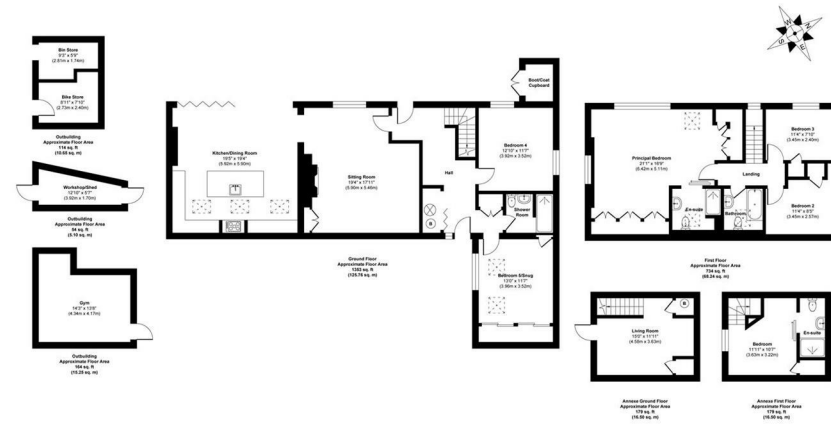 Bin Store
9'3" x 5'9"
(2.81m x 1.74m)
Bike Store
8'11" x 7'10"
(2.73m x 2.40m)
Outbuilding
Approximate Floor Area
114 sq. ft
(10.60 sq. m)
Workshop/Shed
12'10" x 5'7"
(3.92m x 1.70m)
Outbuilding
Approximate Floor Area
54 sq. ft
(5.10 sq. m)
Gym
14'3" x 13'8"
(4.34m x 4.17m)
Outbuilding
Approximate Floor Area
164 sq. ft
(15.25 sq. m)
Kitchen/Dining Room
19'5" x 19'4"
(5.92m x 5.90m)
Sitting Room
19'4" x 17'11"
(5.90m x 5.46m)
Hall
Boot/Coat
Cupboard
Bedroom 4
12'10" x 11'7"
(3.92m x 3.52m)
Shower
Room
B
Bedroom 5/Snug
13'0" x 11'7"
(3.96m x 3.52m)
Ground Floor
Approximate Floor Area
1353 sq. ft
(125.76 sq. m)
Principal Bedroom
21'1" x 16'9"
(6.42m x 5.11m)
Landing
Bedroom 3
11'4" x 7'10"
(3.45m x 2.40m)
Bedroom 2
11'4" x 8'5"
(3.45m x 2.57m)
En-suite
Bathroom
First Floor
Approximate Floor Area
734 sq. ft
(68.24 sq. m)
Living Room
15'0" x 11'11"
(4.58m x 3.63m)
B
Annexe Ground Floor
Approximate Floor Area
179 sq. ft
(16.50 sq. m)
Bedroom
11'11" x 10'7"
(3.63m x 3.22m)
En-suite
Annexe First Floor
Approximate Floor Area
179 sq. ft
(16.50 sq. m)
W
N
S
E